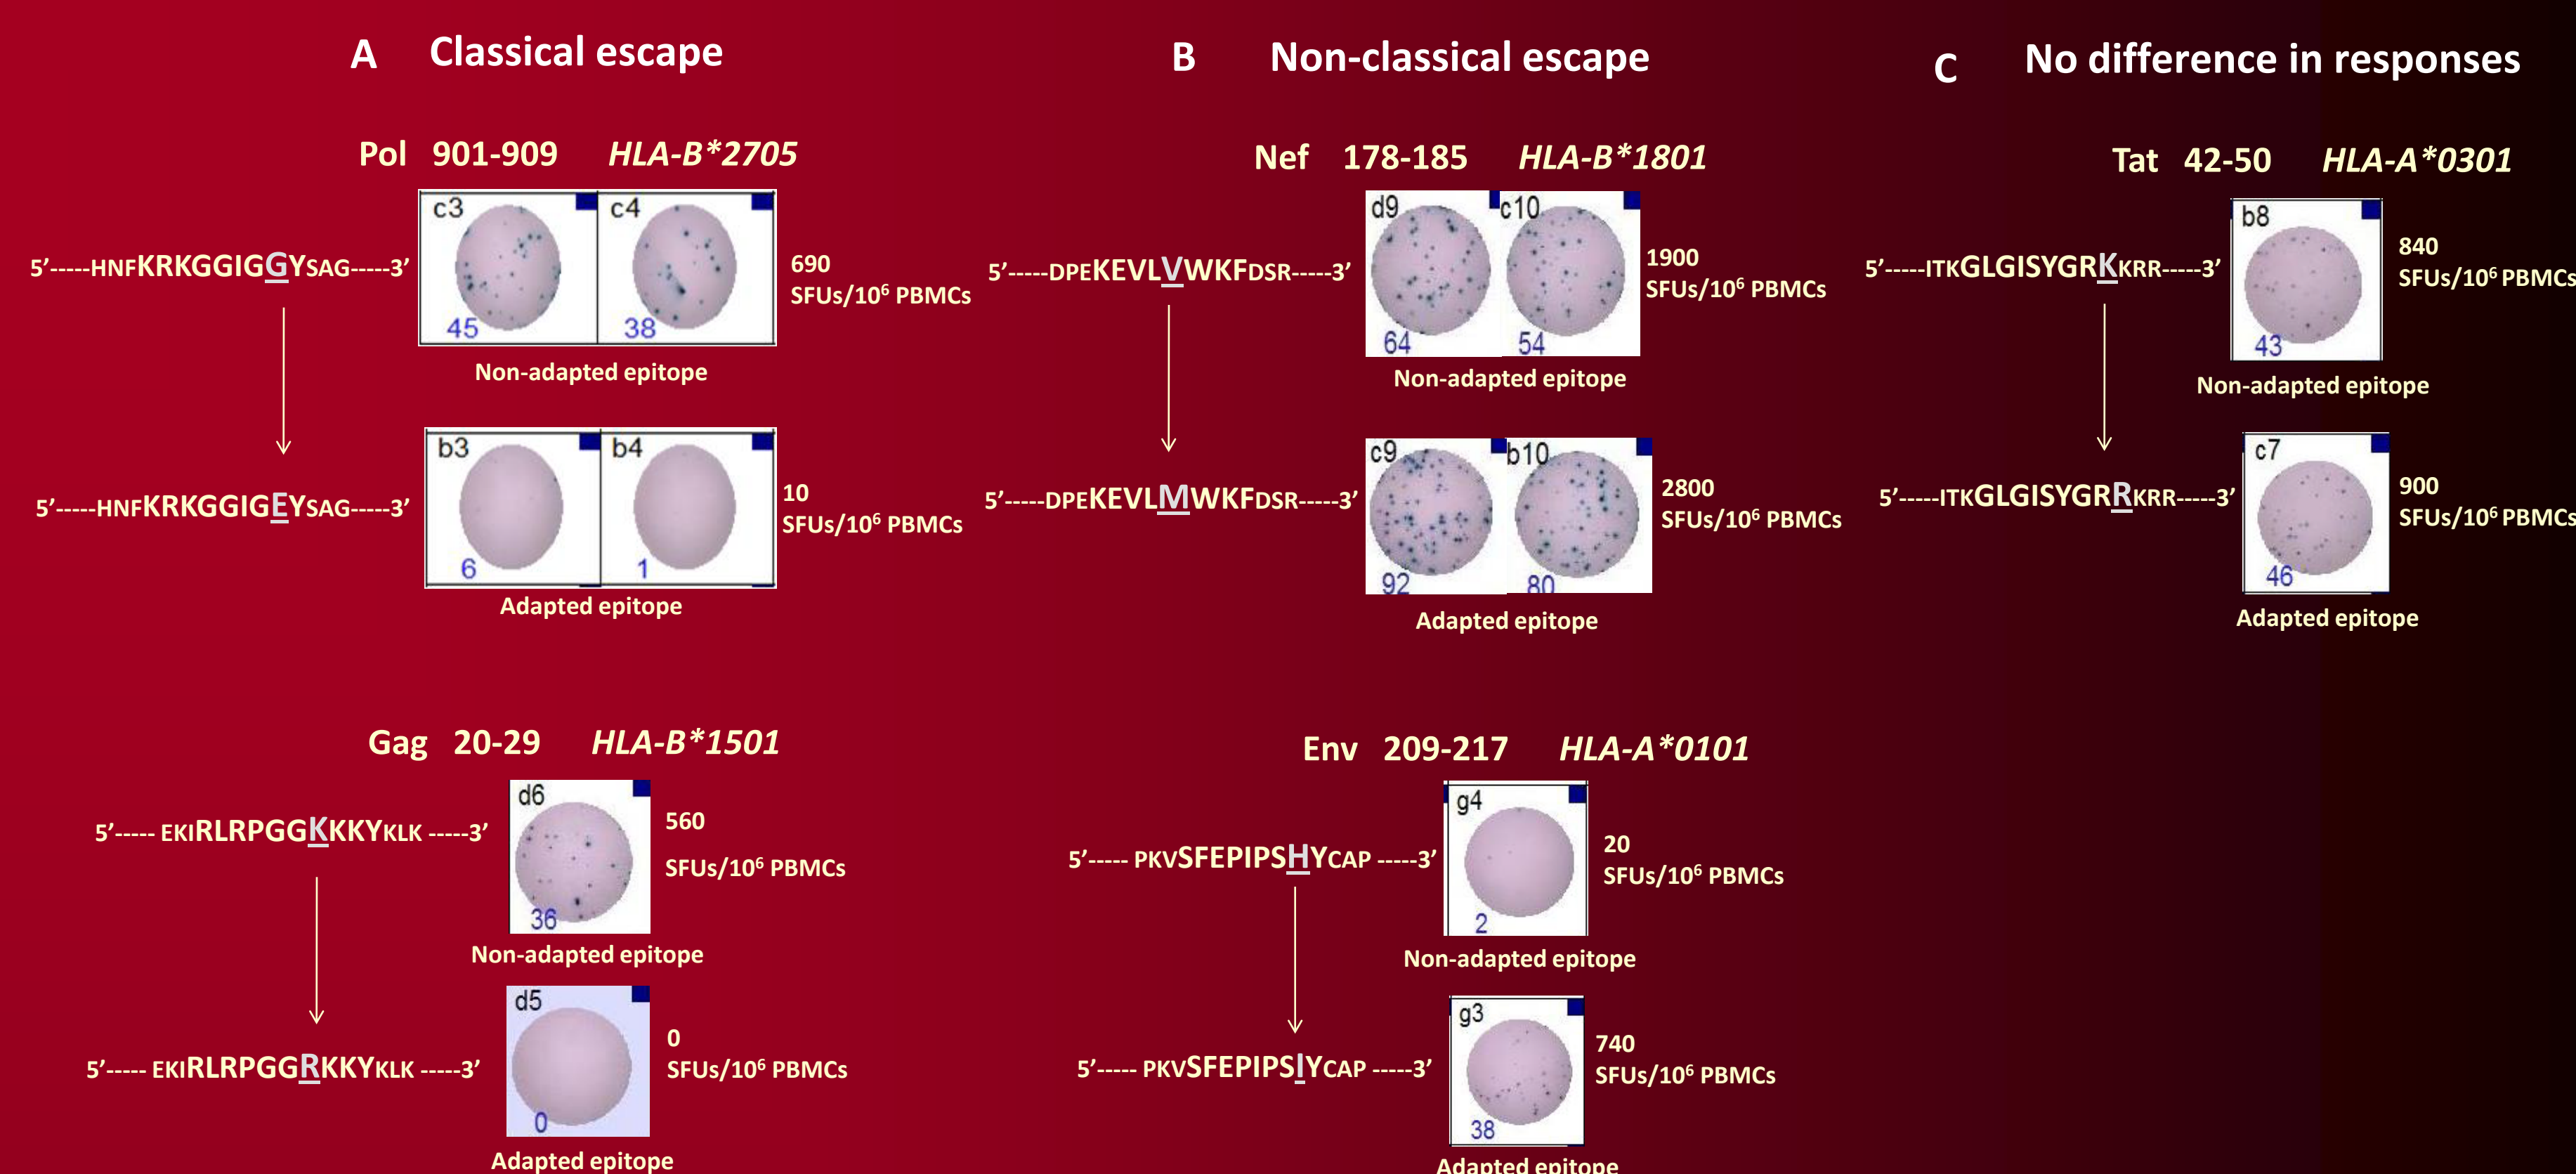 A Classical escape
Pol 901-909 HLA-B*2705
5’-----HNFKRKGGIGGYSAG-----3’
c3
45
c4
38
690
SFUs/10⁶ PBMCs
Non-adapted epitope
5’-----HNFKRKGGIGEYSAG-----3’
b3
6
b4
1
10
SFUs/10⁶ PBMCs
Adapted epitope
Gag 20-29 HLA-B*1501
5’----- EKIRLRPGGKKKYKLK -----3’
d6
36
560
SFUs/10⁶ PBMCs
Non-adapted epitope
5’----- EKIRLRPGGRKKYKLK -----3’
d5
0
0
SFUs/10⁶ PBMCs
Adapted epitope
B Non-classical escape
Nef 178-185 HLA-B*1801
5’-----DPEKEVLVWKFDSR-----3’
d9
64
c10
54
1900
SFUs/10⁶ PBMCs
Non-adapted epitope
5’-----DPEKEVLMWKFDSR-----3’
c9
92
b10
80
2800
SFUs/10⁶ PBMCs
Adapted epitope
Env 209-217 HLA-A*0101
5’----- PKVSFEPIPSHYCAP -----3’
g4
2
20
SFUs/10⁶ PBMCs
Non-adapted epitope
5’----- PKVSFEPIPSIYCAP -----3’
g3
38
740
SFUs/10⁶ PBMCs
Adapted epitope
C No difference in responses
Tat 42-50 HLA-A*0301
5’-----ITKGLGISYGRKKRR-----3’
b8
43
840
SFUs/10⁶ PBMCs
Non-adapted epitope
5’-----ITKGLGISYGRRKRR-----3’
c7
46
900
SFUs/10⁶ PBMCs
Adapted epitope